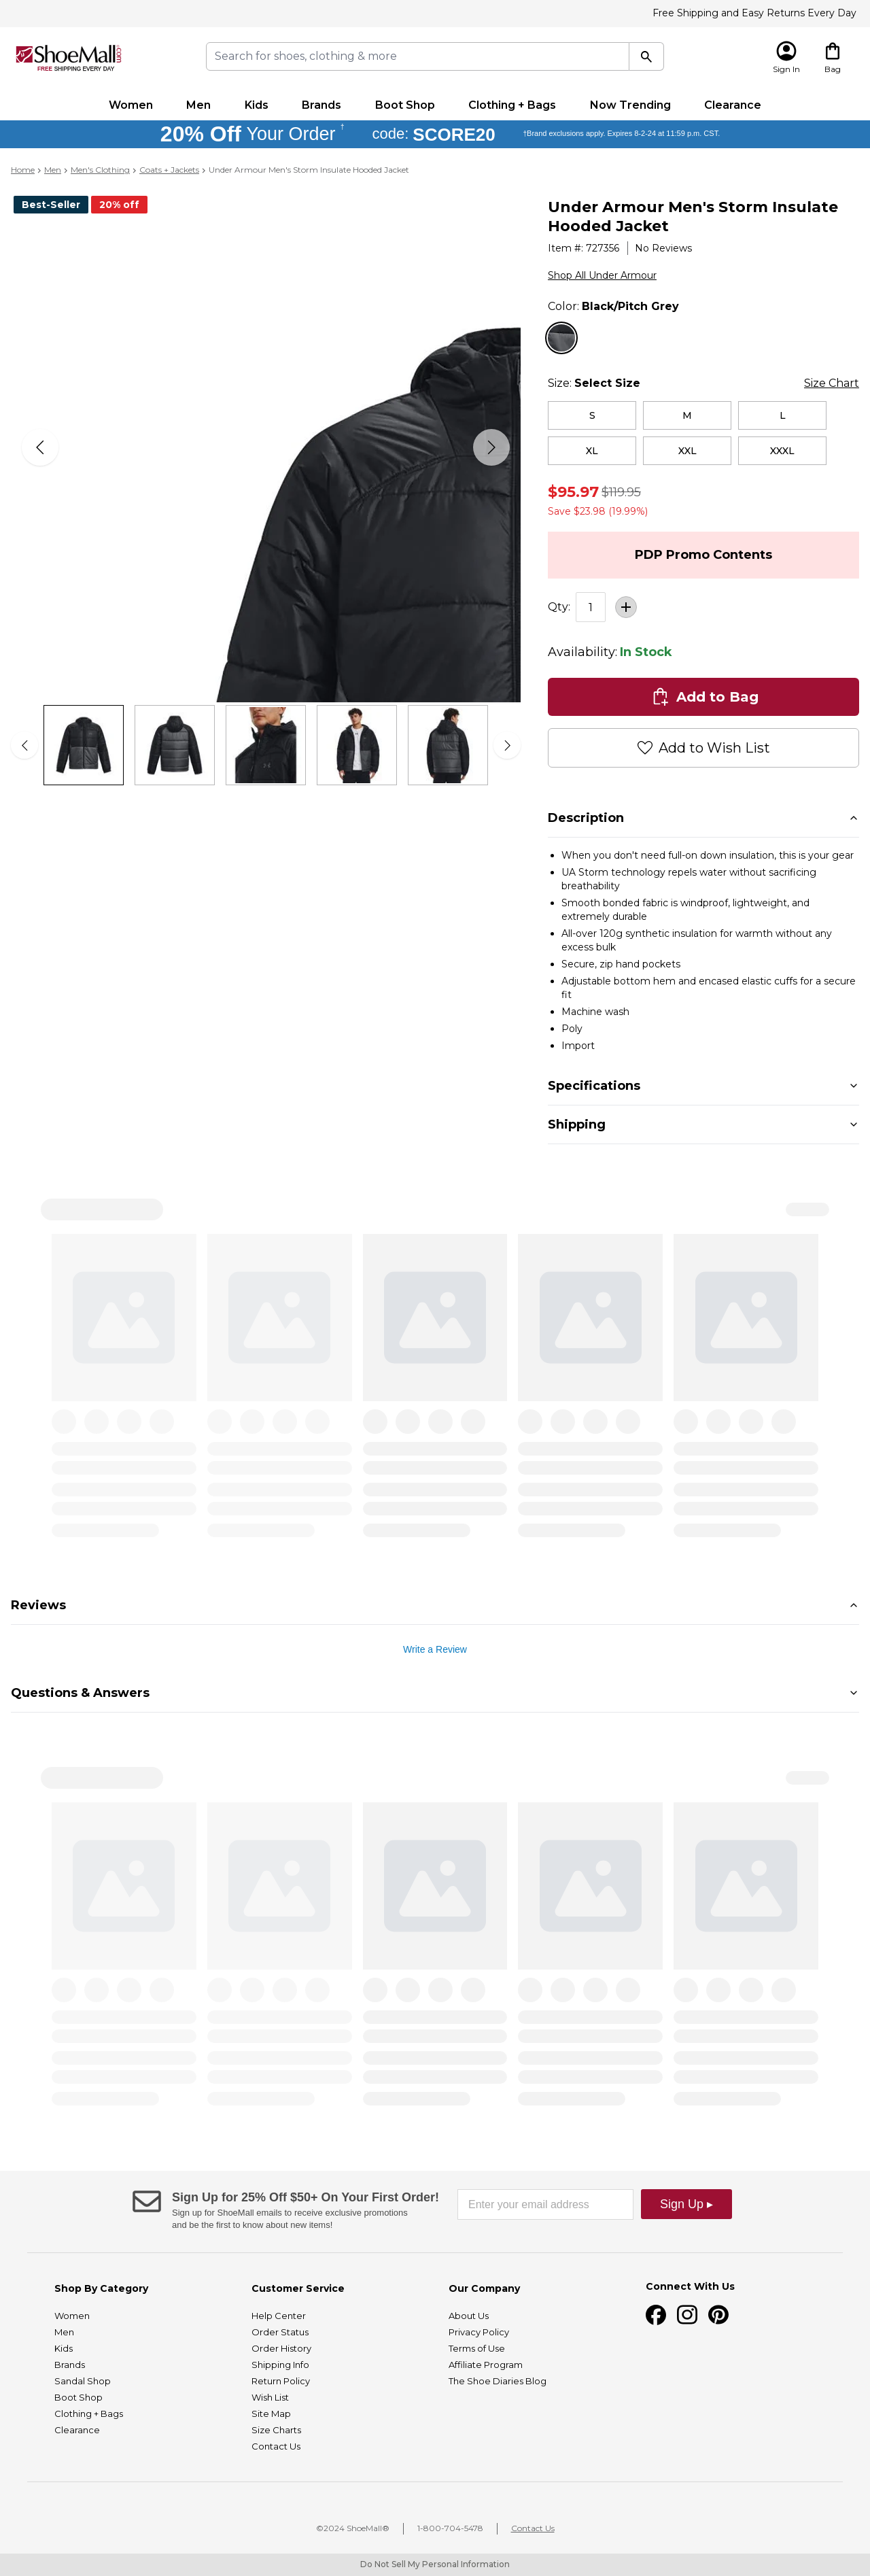 Free Shipping and Easy Returns Every Day
ShoeMall.com
FREE SHIPPING EVERY DAY
Search for shoes, clothing & more
Sign In
Bag
Women Men Kids Brands Boot Shop Clothing + Bags Now Trending Clearance
20% Off Your Order † code: SCORE20 †Brand exclusions apply. Expires 8-2-24 at 11:59 p.m. CST.
Home > Men > Men's Clothing > Coats + Jackets > Under Armour Men's Storm Insulate Hooded Jacket
Best-Seller 20% off
Under Armour Men's Storm Insulate
Hooded Jacket
Item #: 727356 | No Reviews
Shop All Under Armour
Color: Black/Pitch Grey
Size: Select Size Size Chart
S M L
XL XXL XXXL
$95.97 $119.95
Save $23.98 (19.99%)
PDP Promo Contents
Qty: 1 +
Availability: In Stock
Add to Bag
Add to Wish List
Description
• When you don't need full-on down insulation, this is your gear
• UA Storm technology repels water without sacrificing
breathability
• Smooth bonded fabric is windproof, lightweight, and
extremely durable
• All-over 120g synthetic insulation for warmth without any
excess bulk
• Secure, zip hand pockets
• Adjustable bottom hem and encased elastic cuffs for a secure
fit
• Machine wash
• Poly
• Import
Specifications
Shipping
Reviews
Write a Review
Questions & Answers
Sign Up for 25% Off $50+ On Your First Order!
Sign up for ShoeMall emails to receive exclusive promotions
and be the first to know about new items!
Enter your email address
Sign Up ▸
Shop By Category
Women
Men
Kids
Brands
Sandal Shop
Boot Shop
Clothing + Bags
Clearance
Customer Service
Help Center
Order Status
Order History
Shipping Info
Return Policy
Wish List
Site Map
Size Charts
Contact Us
Our Company
About Us
Privacy Policy
Terms of Use
Affiliate Program
The Shoe Diaries Blog
Connect With Us
©2024 ShoeMall® | 1-800-704-5478 | Contact Us
Do Not Sell My Personal Information